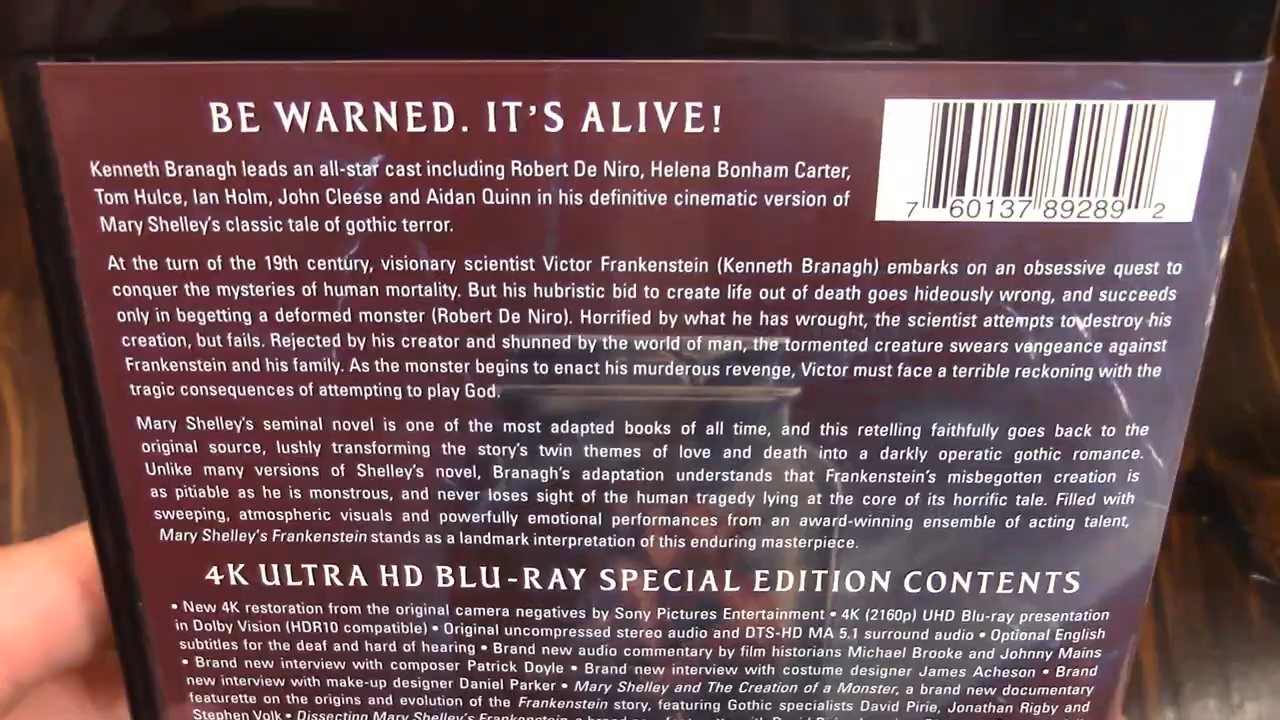 BE WARNED. IT'S ALIVE!
Kenneth Branagh leads an all-star cast including Robert De Niro, Helena Bonham Carter,
Tom Hulce, Ian Holm, John Cleese and Aidan Quinn in his definitive cinematic version of
Mary Shelley's classic tale of gothic terror.
7 60137 89289 2
At the turn of the 19th century, visionary scientist Victor Frankenstein (Kenneth Branagh) embarks on an obsessive quest to
conquer the mysteries of human mortality. But his hubristic bid to create life out of death goes hideously wrong, and succeeds
only in begetting a deformed monster (Robert De Niro). Horrified by what he has wrought, the scientist attempts to destroy his
creation, but fails. Rejected by his creator and shunned by the world of man, the tormented creature swears vengeance against
Frankenstein and his family. As the monster begins to enact his murderous revenge, Victor must face a terrible reckoning with the
tragic consequences of attempting to play God.
Mary Shelley's seminal novel is one of the most adapted books of all time, and this retelling faithfully goes back to the
original source, lushly transforming the story's twin themes of love and death into a darkly operatic gothic romance.
Unlike many versions of Shelley's novel, Branagh's adaptation understands that Frankenstein's misbegotten creation is
as pitiable as he is monstrous, and never loses sight of the human tragedy lying at the core of its horrific tale. Filled with
sweeping, atmospheric visuals and powerfully emotional performances from an award-winning ensemble of acting talent,
Mary Shelley's Frankenstein stands as a landmark interpretation of this enduring masterpiece.
4K ULTRA HD BLU-RAY SPECIAL EDITION CONTENTS
• New 4K restoration from the original camera negatives by Sony Pictures Entertainment • 4K (2160p) UHD Blu-ray presentation
in Dolby Vision (HDR10 compatible) • Original uncompressed stereo audio and DTS-HD MA 5.1 surround audio • Optional English
subtitles for the deaf and hard of hearing • Brand new audio commentary by film historians Michael Brooke and Johnny Mains
• Brand new interview with composer Patrick Doyle • Brand new interview with costume designer James Acheson • Brand
new interview with make-up designer Daniel Parker • Mary Shelley and The Creation of a Monster, a brand new documentary
featurette on the origins and evolution of the Frankenstein story, featuring Gothic specialists David Pirie, Jonathan Rigby and
Stephen Volk • Dissecting Mary Shelley's Frankenstein